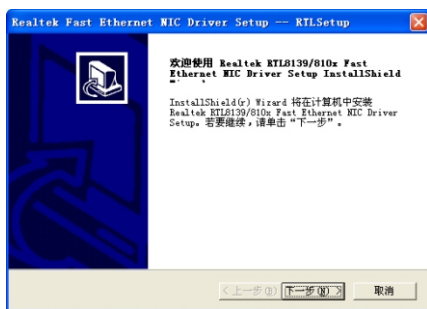 Realtek Fast Ethernet NIC Driver Setup -- RTLSetup
欢迎使用 Realtek RTL8139/810x Fast
Ethernet NIC Driver Setup InstallShield
InstallShield(r) Wizard 将在计算机中安装
Realtek RTL8139/810x Fast Ethernet NIC Driver
Setup。若要继续，请单击“下一步”。
<上一步(B) 下一步(N)> 取消